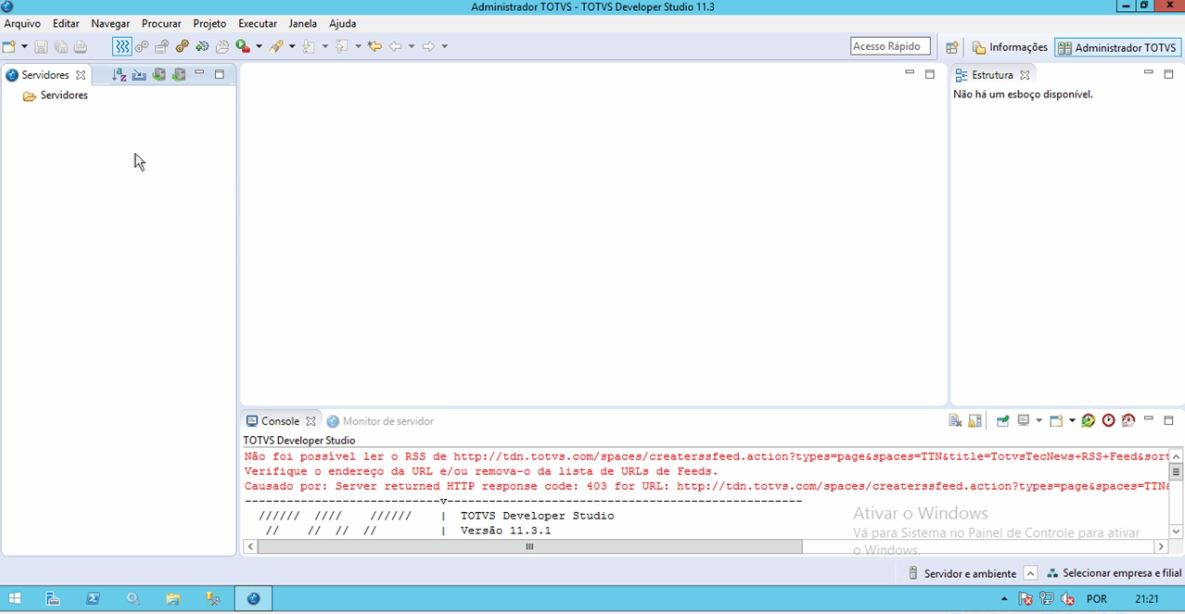 Administrador TOTVS - TOTVS Developer Studio 11.3
Arquivo Editar Navegar Procurar Projeto Executar Janela Ajuda
Acesso Rápido Informações Administrador TOTVS
Servidores
Servidores
Estrutura
Não há um esboço disponível.
Console Monitor de servidor
TOTVS Developer Studio
Não foi possível ler o RSS de http://tdn.totvs.com/spaces/createrssfeed.action?types=page&spaces=TTN&title=TotvsTecNews+RSS+Feed&sort
Verifique o endereço da URL e/ou remova-o da lista de URLs de Feeds.
Causado por: Server returned HTTP response code: 403 for URL: http://tdn.totvs.com/spaces/createrssfeed.action?types=page&spaces=TTN&
-----------------------------v-----------------------------------------------------
////// //// ////// | TOTVS Developer Studio
// // // // | Versão 11.3.1
Ativar o Windows
Vá para Sistema no Painel de Controle para ativar
o Windows.
Servidor e ambiente Selecionar empresa e filial
POR 21:21